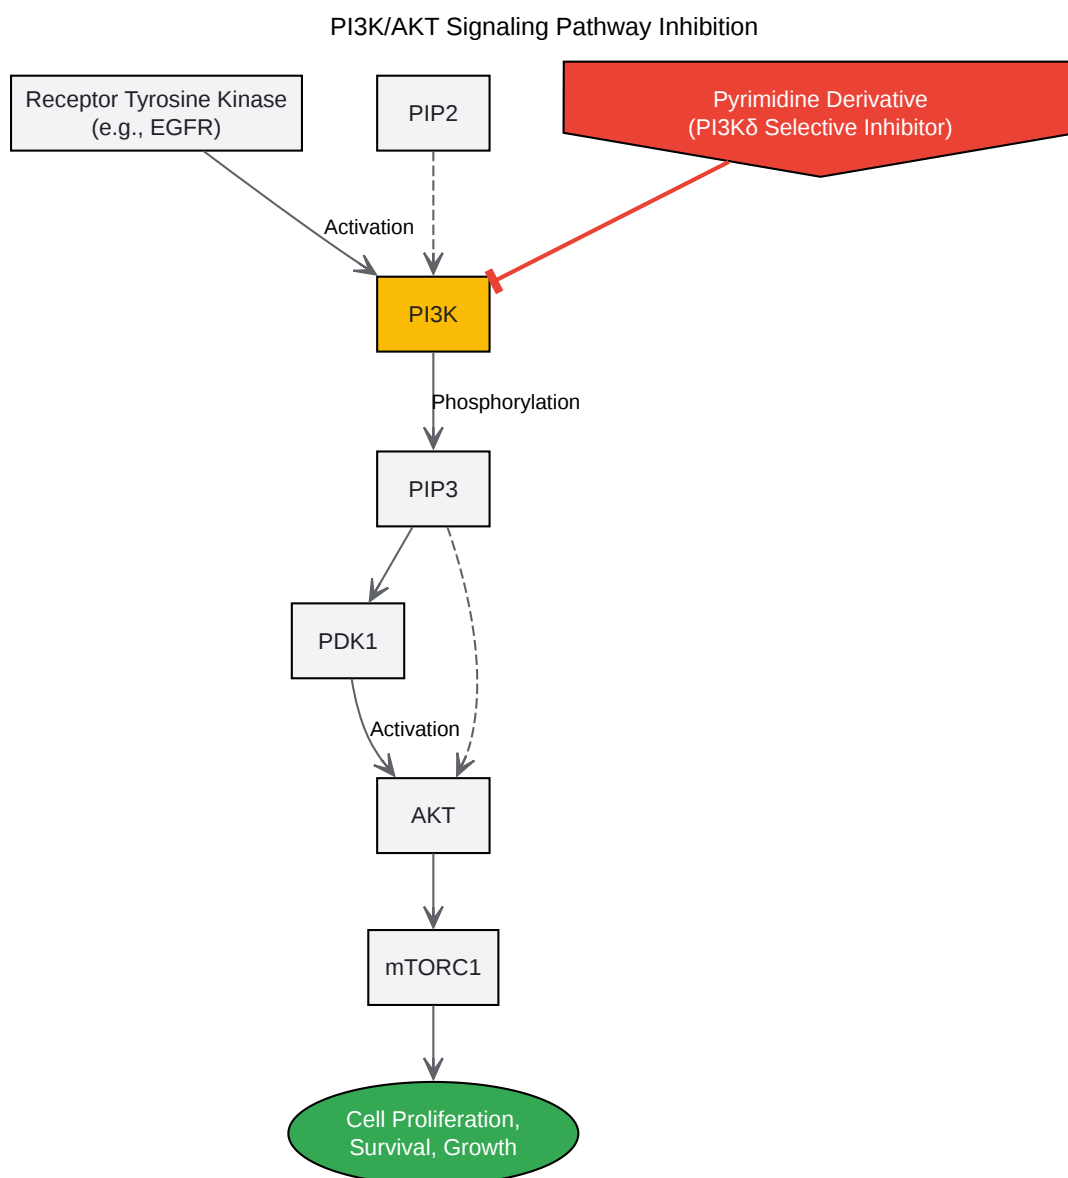 PI3K/AKT Signaling Pathway Inhibition
Receptor Tyrosine Kinase
(e.g., EGFR)
PIP2
Pyrimidine Derivative
(PI3Kδ Selective Inhibitor)
Activation
PI3K
Phosphorylation
PIP3
PDK1
Activation
AKT
mTORC1
Cell Proliferation,
Survival, Growth